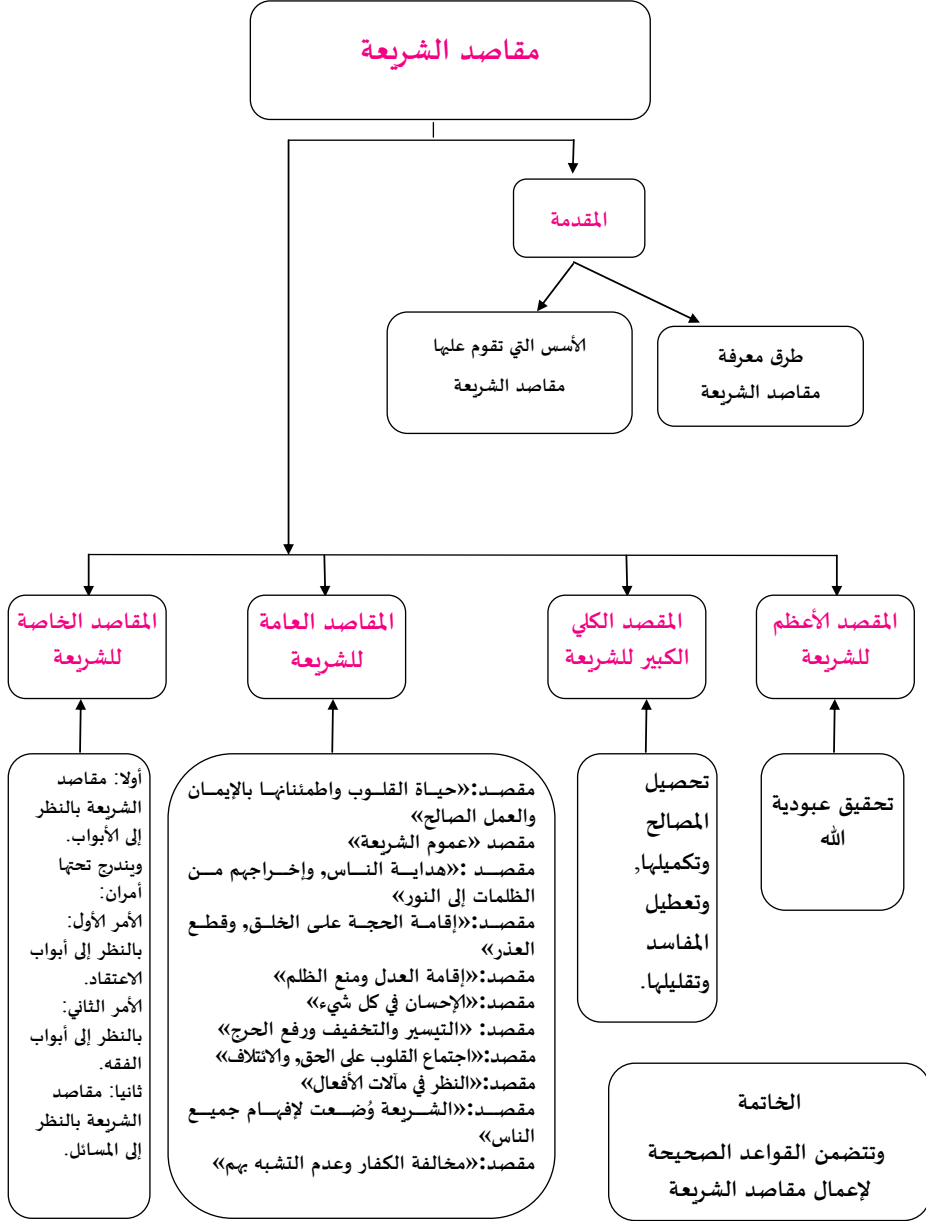 مقاصد الشريعة
المقدمة
طرق معرفة
مقاصد الشريعة
الأسس التي تقوم عليها
مقاصد الشريعة
المقصد الأعظم
للشريعة
المقصد الكلي
الكبير للشريعة
المقاصد العامة
للشريعة
المقاصد الخاصة
للشريعة
تحقيق عبودية
الله
تحصيل
المصالح
وتكميلها,
وتعطيل
المفاسد
وتقليلها.
مقصد:«حياة القلوب واطمئنانها بالإيمان
والعمل الصالح»
مقصد «عموم الشريعة»
مقصد :«هداية الناس, وإخراجهم من
الظلمات إلى النور»
مقصد:«إقامة الحجة على الخلق, وقطع
العذر»
مقصد:«إقامة العدل ومنع الظلم»
مقصد:«الإحسان في كل شيء»
مقصد: «التيسير والتخفيف ورفع الحرج»
مقصد:«اجتماع القلوب على الحق, والائتلاف»
مقصد:«النظر في مآلات الأفعال»
مقصد:«الشريعة وُضعت لإفهام جميع
الناس»
مقصد:«مخالفة الكفار وعدم التشبه بهم»
أولا: مقاصد
الشريعة بالنظر
إلى الأبواب.
ويندرج تحتها
أمران:
الأمر الأول:
بالنظر إلى أبواب
الاعتقاد.
الأمر الثاني:
بالنظر إلى أبواب
الفقه.
ثانيا: مقاصد
الشريعة بالنظر
إلى المسائل.
الخاتمة
وتتضمن القواعد الصحيحة
لإعمال مقاصد الشريعة